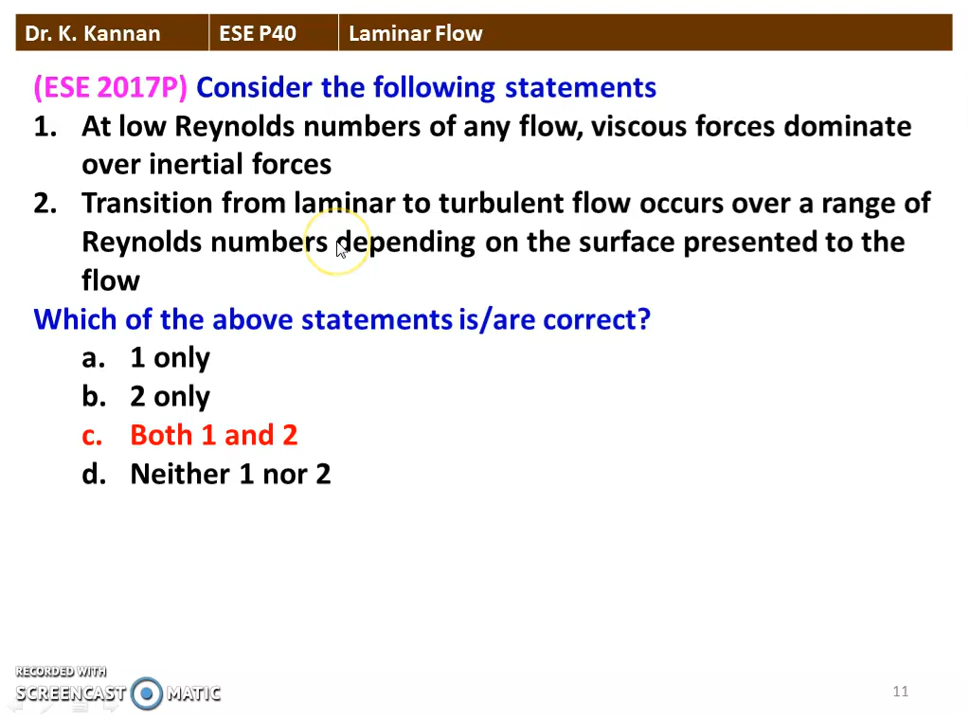 Dr. K. Kannan ESE P40 Laminar Flow
(ESE 2017P) Consider the following statements
1. At low Reynolds numbers of any flow, viscous forces dominate
over inertial forces
2. Transition from laminar to turbulent flow occurs over a range of
Reynolds numbers depending on the surface presented to the
flow
Which of the above statements is/are correct?
a. 1 only
b. 2 only
c. Both 1 and 2
d. Neither 1 nor 2
RECORDED WITH
SCREENCAST MATIC
11